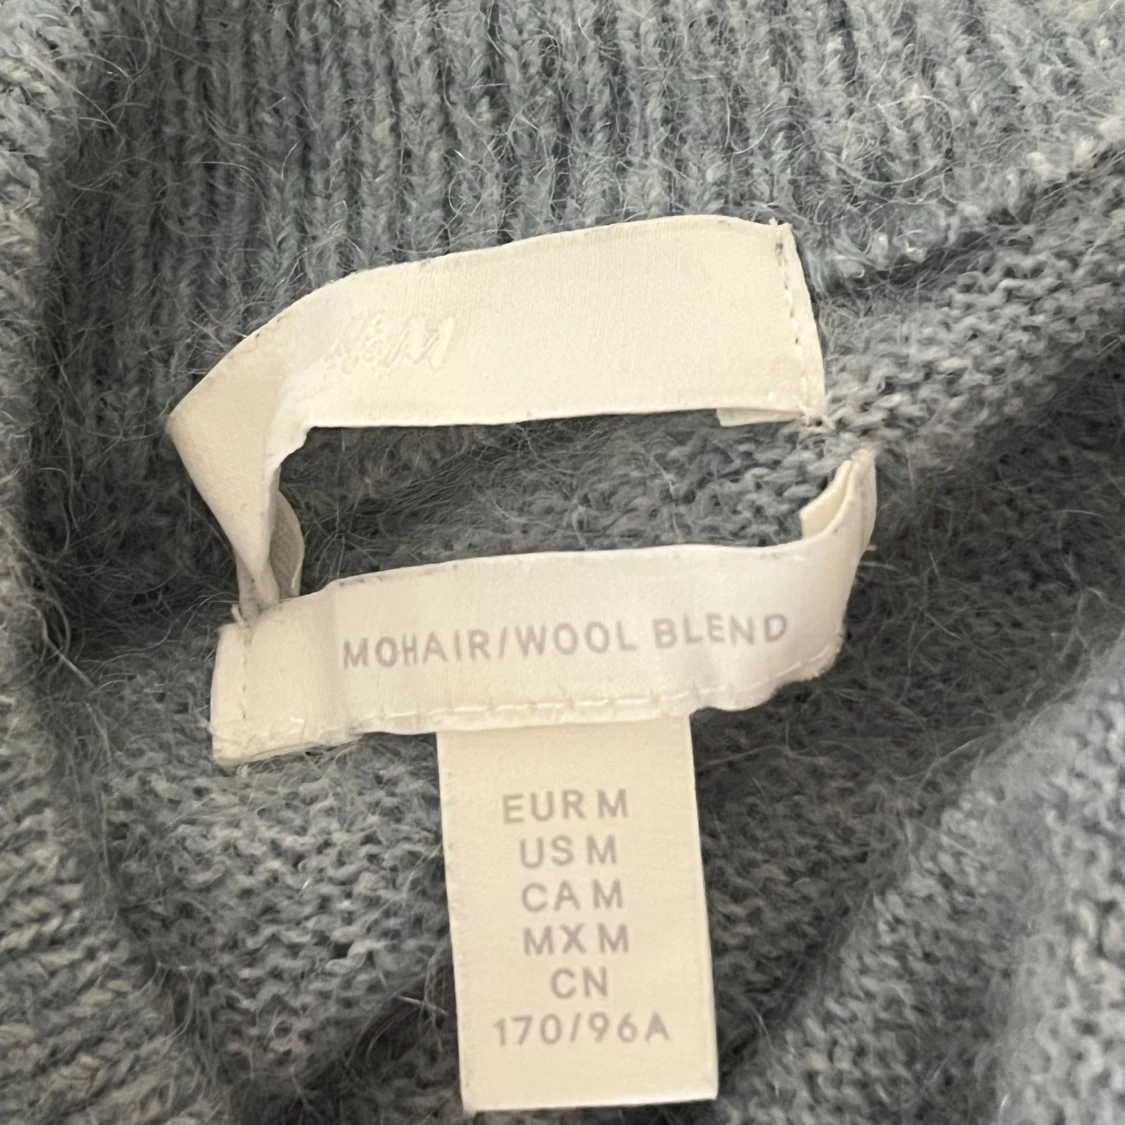 H&M
MOHAIR/WOOL BLEND
EUR M
US M
CA M
MX M
CN
170/96A